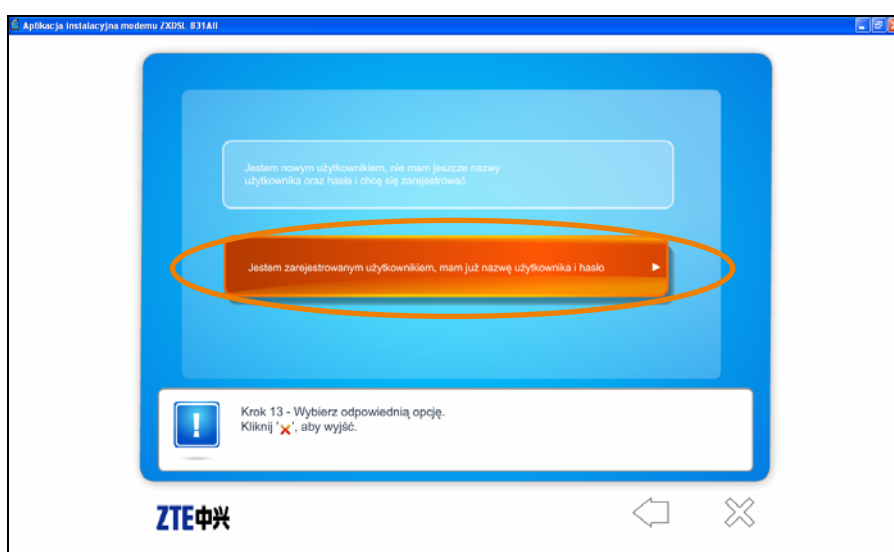 Aplikacja instalacyjna modemu ZXDSL 831AII
Jestem nowym użytkownikiem, nie mam jeszcze nazwy
użytkownika oraz hasła i chcę się zarejestrować
Jestem zarejestrowanym użytkownikiem, mam już nazwę użytkownika i hasło
Krok 13 - Wybierz odpowiednią opcję.
Kliknij '×', aby wyjść.
ZTE中兴